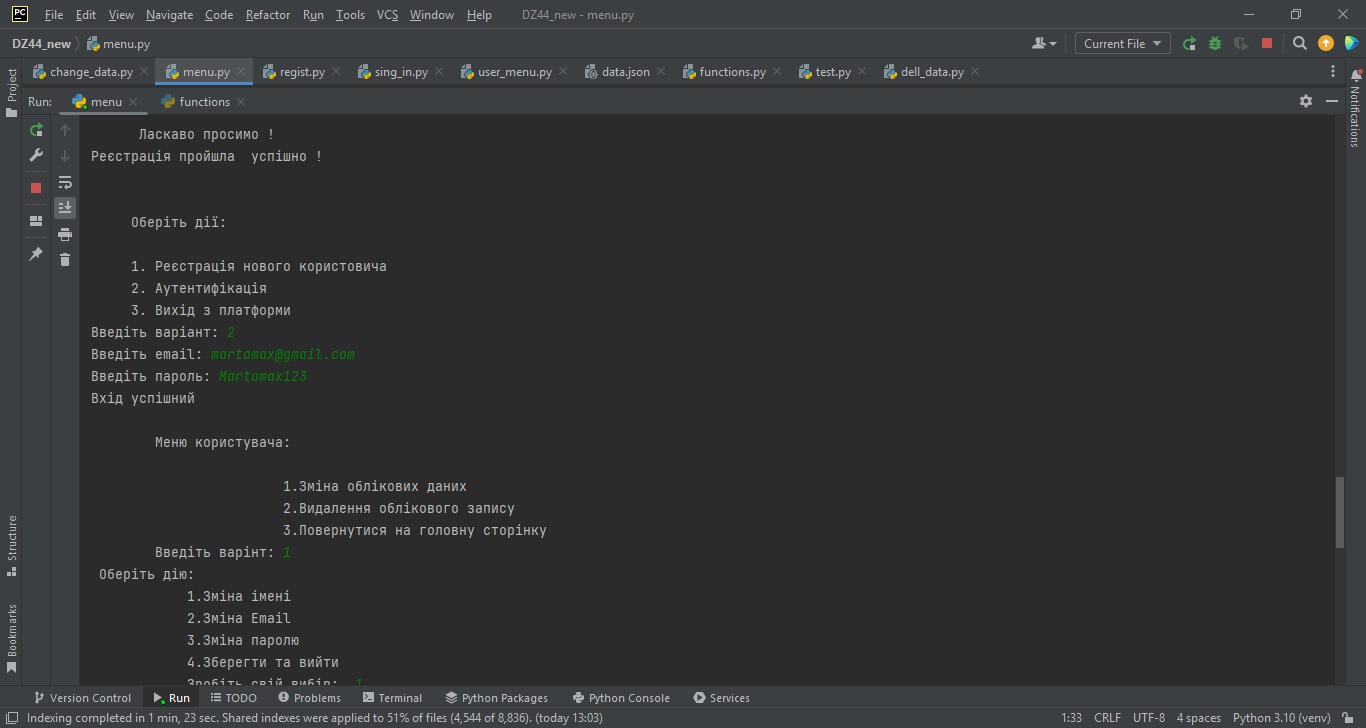 PC File Edit View Navigate Code Refactor Run Tools VCS Window Help DZ44_new - menu.py
DZ44_new menu.py Current File
change_data.py menu.py regist.py sing_in.py user_menu.py data.json functions.py test.py dell_data.py
Project
Notifications
Run: menu functions
Ласкаво просимо !
Реєстрація пройшла  успішно !
Оберіть дії:
1. Реєстрація нового користовича
2. Аутентифікація
3. Вихід з платформи
Введіть варіант: 2
Введіть email: martamax@gmail.com
Введіть пароль: Martamax123
Вхід успішний
Меню користувача:
1.Зміна облікових даних
2.Видалення облікового запису
3.Повернутися на головну сторінку
Введіть варінт: 1
Оберіть дію:
1.Зміна імені
2.Зміна Email
3.Зміна паролю
4.Зберегти та вийти
Зробіть свій вибір: 1
Structure
Bookmarks
Version Control Run TODO Problems Terminal Python Packages Python Console Services
Indexing completed in 1 min, 23 sec. Shared indexes were applied to 51% of files (4,544 of 8,836). (today 13:03) 1:33 CRLF UTF-8 4 spaces Python 3.10 (venv)